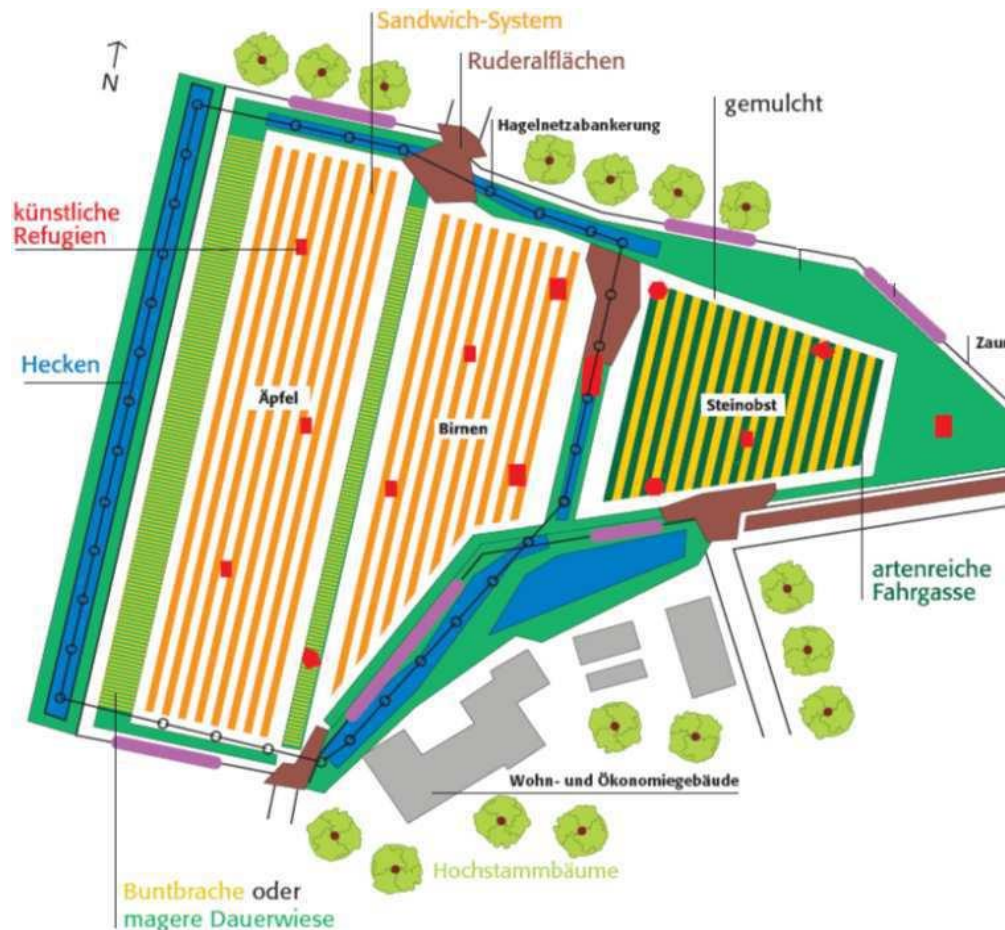 Sandwich-System
N
Ruderalflächen
gemulcht
Hagelnetzabankerung
künstliche
Refugien
Hecken
Zaun
Äpfel
Birnen
Steinobst
artenreiche
Fahrgasse
Wohn- und Ökonomiegebäude
Hochstammbäume
Buntbrache oder
magere Dauerwiese